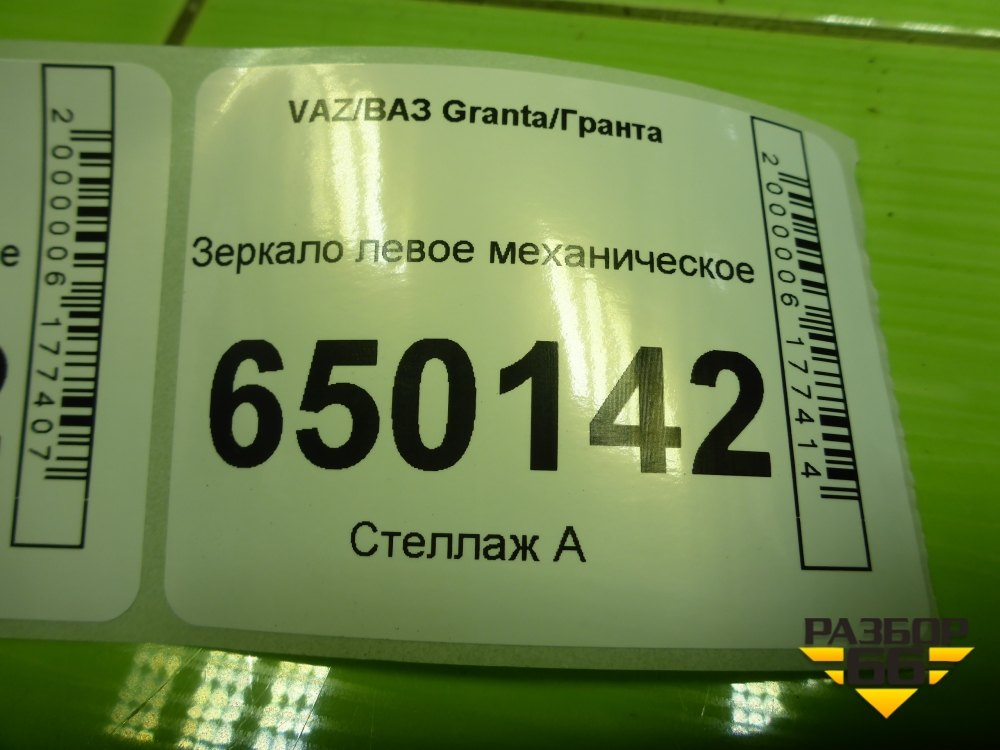 VAZ/ВАЗ Granta/Гранта
Зеркало левое механическое
650142
Стеллаж А
2000006177414
2000006177407
е
РАЗБОР
66